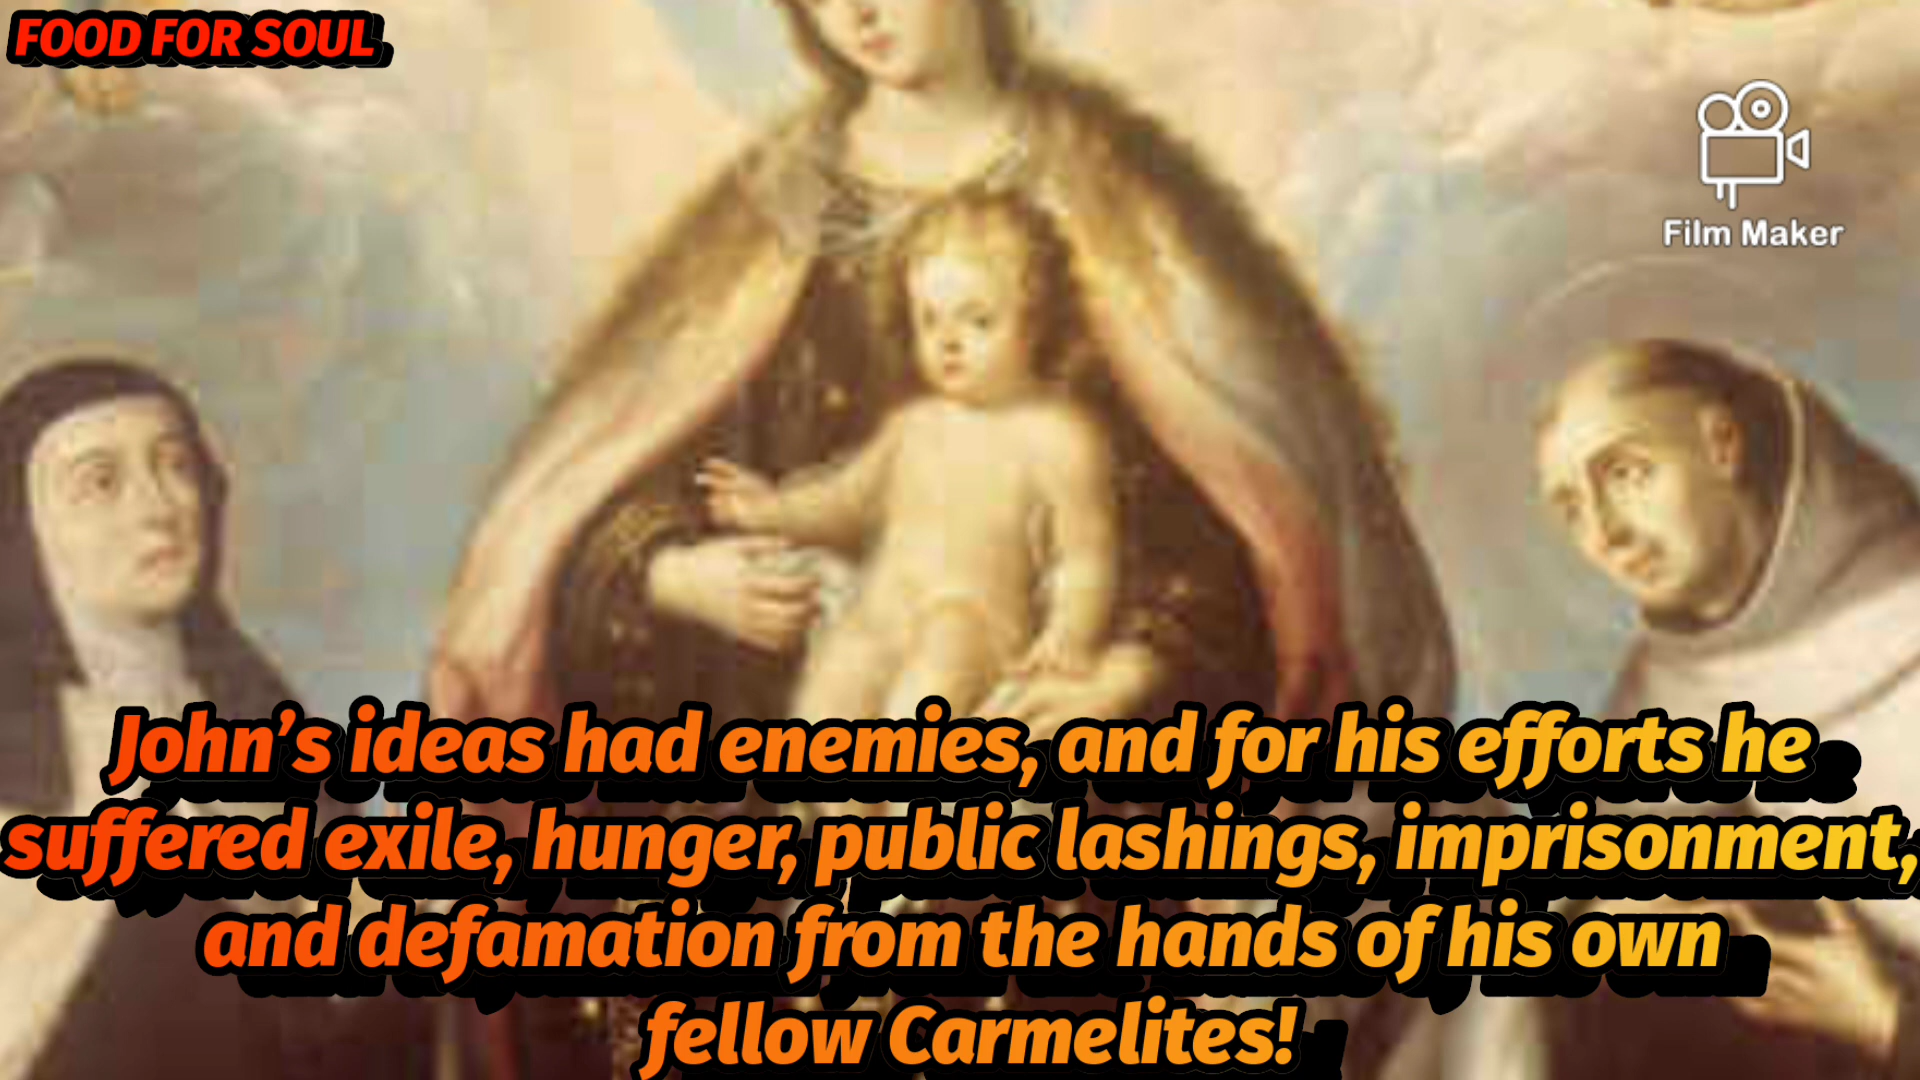 FOOD FOR SOUL
Film Maker
John’s ideas had enemies, and for his efforts he
suffered exile, hunger, public lashings, imprisonment,
and defamation from the hands of his own
fellow Carmelites!